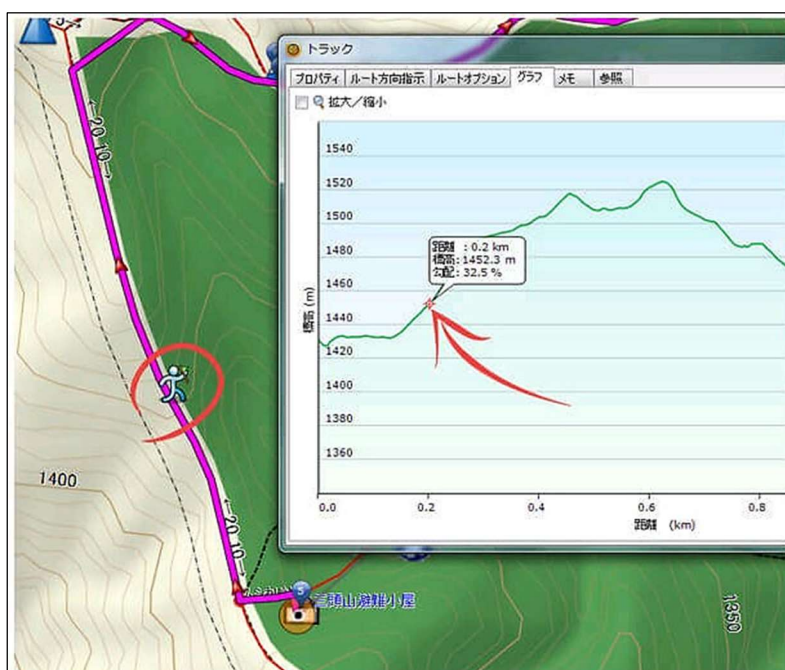 トラック
プロパティ ルート方向指示 ルートオプション グラフ メモ 参照
拡大／縮小
1540
1520
1500
1480
1460
1440
1420
1400
1380
1360
標高 (m)
距離 : 0.2 km
標高: 1452.3 m
勾配: 32.5 %
0.0 0.2 0.4 0.6 0.8
距離 (km)
←20 10→
1400
←20 10→
5
頭山避難小屋
1350